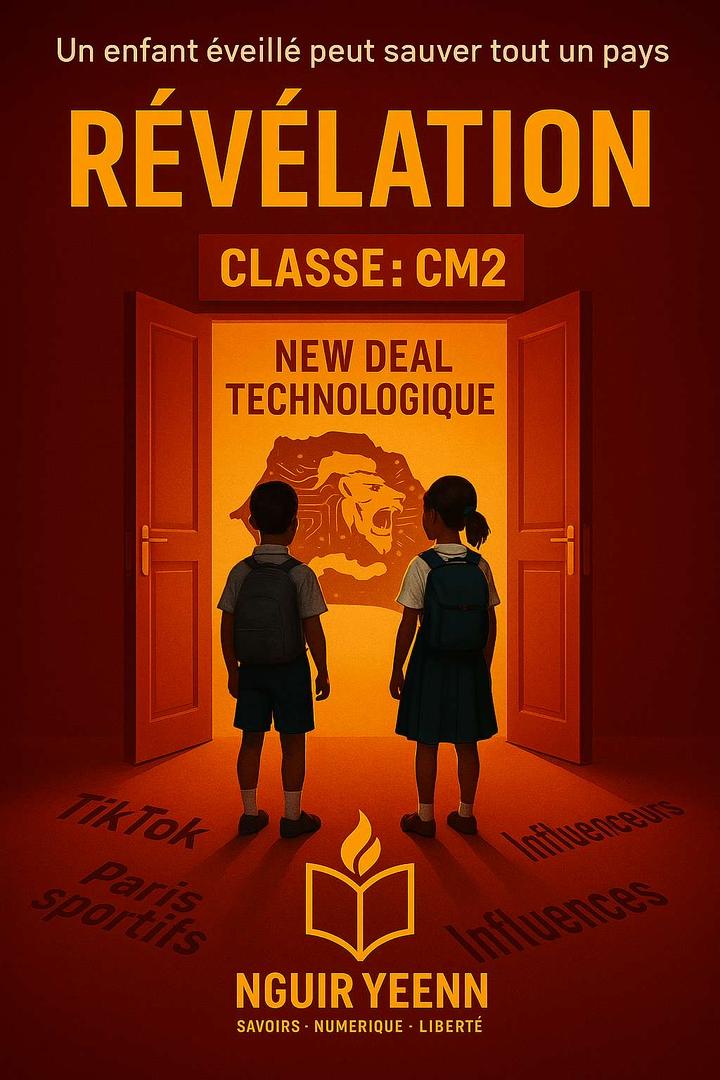 Un enfant éveillé peut sauver tout un pays
RÉVÉLATION
CLASSE : CM2
NEW DEAL
TECHNOLOGIQUE
TikTok
Influenceurs
Paris
sportifs
Influences
NGUIR YEENN
SAVOIRS · NUMERIQUE · LIBERTÉ